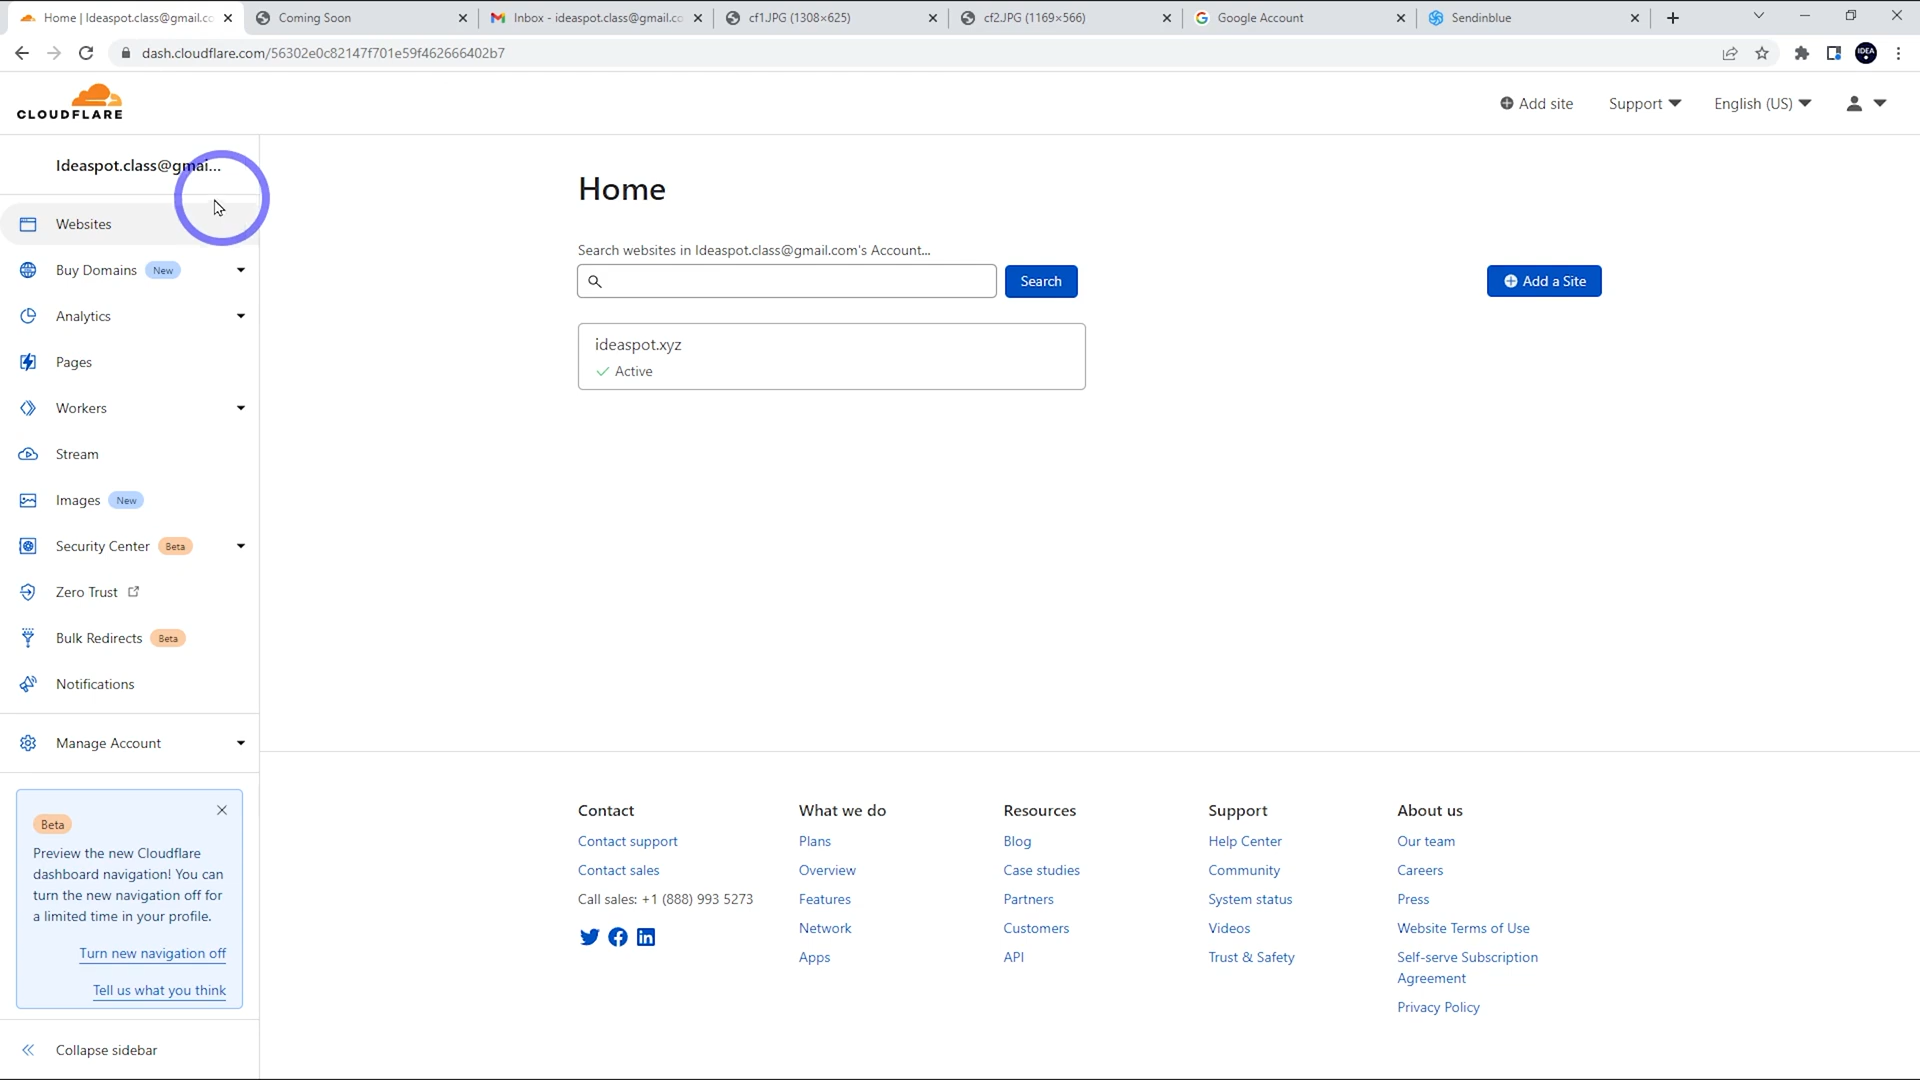 Home | Ideaspot.class@gmail.co
Coming Soon
Inbox - ideaspot.class@gmail.co
cf1.JPG (1308×625)
cf2.JPG (1169×566)
Google Account
Sendinblue
dash.cloudflare.com/56302e0c82147f701e59f462666402b7
IDEA
CLOUDFLARE
Add site
Support
English (US)
Ideaspot.class@gmai...
Websites
Buy Domains New
Analytics
Pages
Workers
Stream
Images New
Security Center Beta
Zero Trust
Bulk Redirects Beta
Notifications
Manage Account
Beta
Preview the new Cloudflare
dashboard navigation! You can
turn the new navigation off for
a limited time in your profile.
Turn new navigation off
Tell us what you think
Collapse sidebar
Home
Search websites in Ideaspot.class@gmail.com's Account...
Search
Add a Site
ideaspot.xyz
Active
Contact
Contact support
Contact sales
Call sales: +1 (888) 993 5273
What we do
Plans
Overview
Features
Network
Apps
Resources
Blog
Case studies
Partners
Customers
API
Support
Help Center
Community
System status
Videos
Trust & Safety
About us
Our team
Careers
Press
Website Terms of Use
Self-serve Subscription
Agreement
Privacy Policy